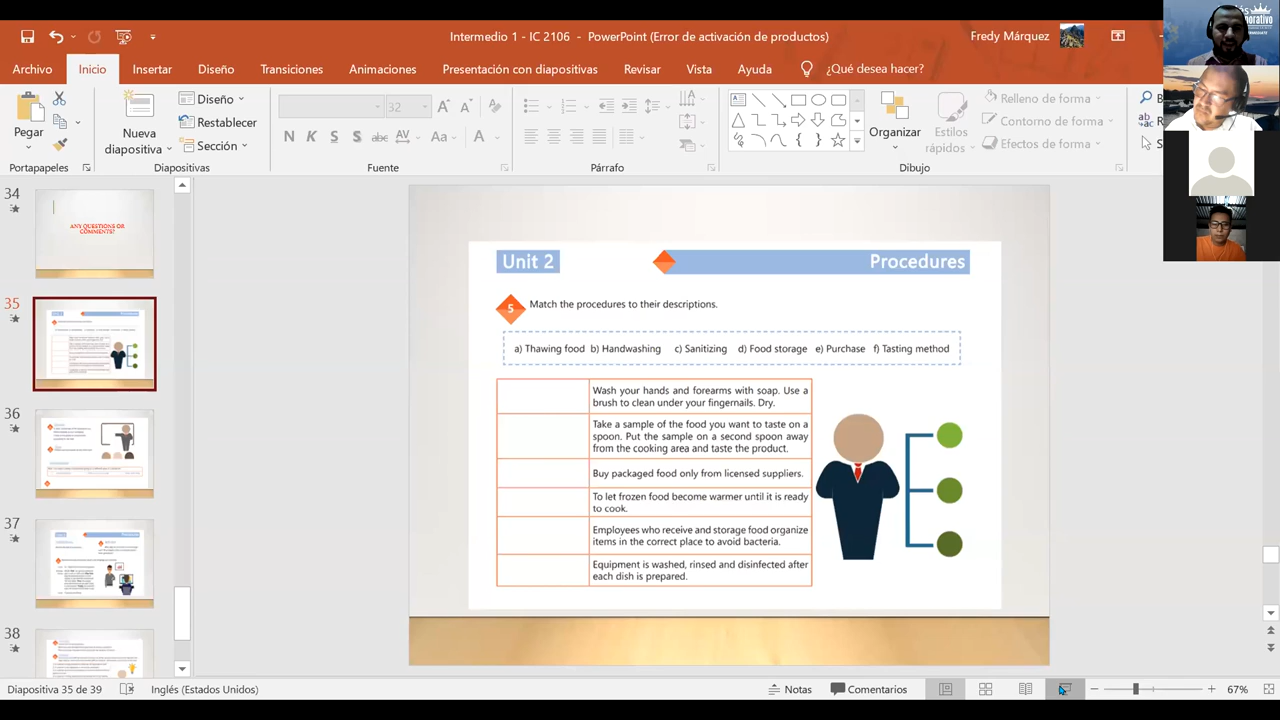 Intermedio 1 - IC 2106 - PowerPoint (Error de activación de productos)
Fredy Márquez
Archivo Inicio Insertar Diseño Transiciones Animaciones Presentación con diapositivas Revisar Vista Ayuda ¿Qué desea hacer?
Pegar
Nueva diapositiva
Diseño
Restablecer
Sección
32
N K S S abc AV Aa A
Organizar
Estilos rápidos
Relleno de forma
Contorno de forma
Efectos de forma
Portapapeles Diapositivas Fuente Párrafo Dibujo
34
ANY QUESTIONS OR
COMMENTS?
35
36
37
38
Unit 2
Procedures
5 Match the procedures to their descriptions.
a) Thawing food b) Handwashing c) Sanitizing d) Food storage e) Purchase f) Tasting method
Wash your hands and forearms with soap. Use a
brush to clean under your fingernails. Dry.
Take a sample of the food you want to taste on a
spoon. Put the sample on a second spoon away
from the cooking area and taste the product.
Buy packaged food only from licensed suppliers.
To let frozen food become warmer until it is ready
to cook.
Employees who receive and storage food organize
items in the correct place to avoid bacteria.
Equipment is washed, rinsed and disinfected after
each dish is prepared.
Diapositiva 35 de 39 Inglés (Estados Unidos) Notas Comentarios 67%